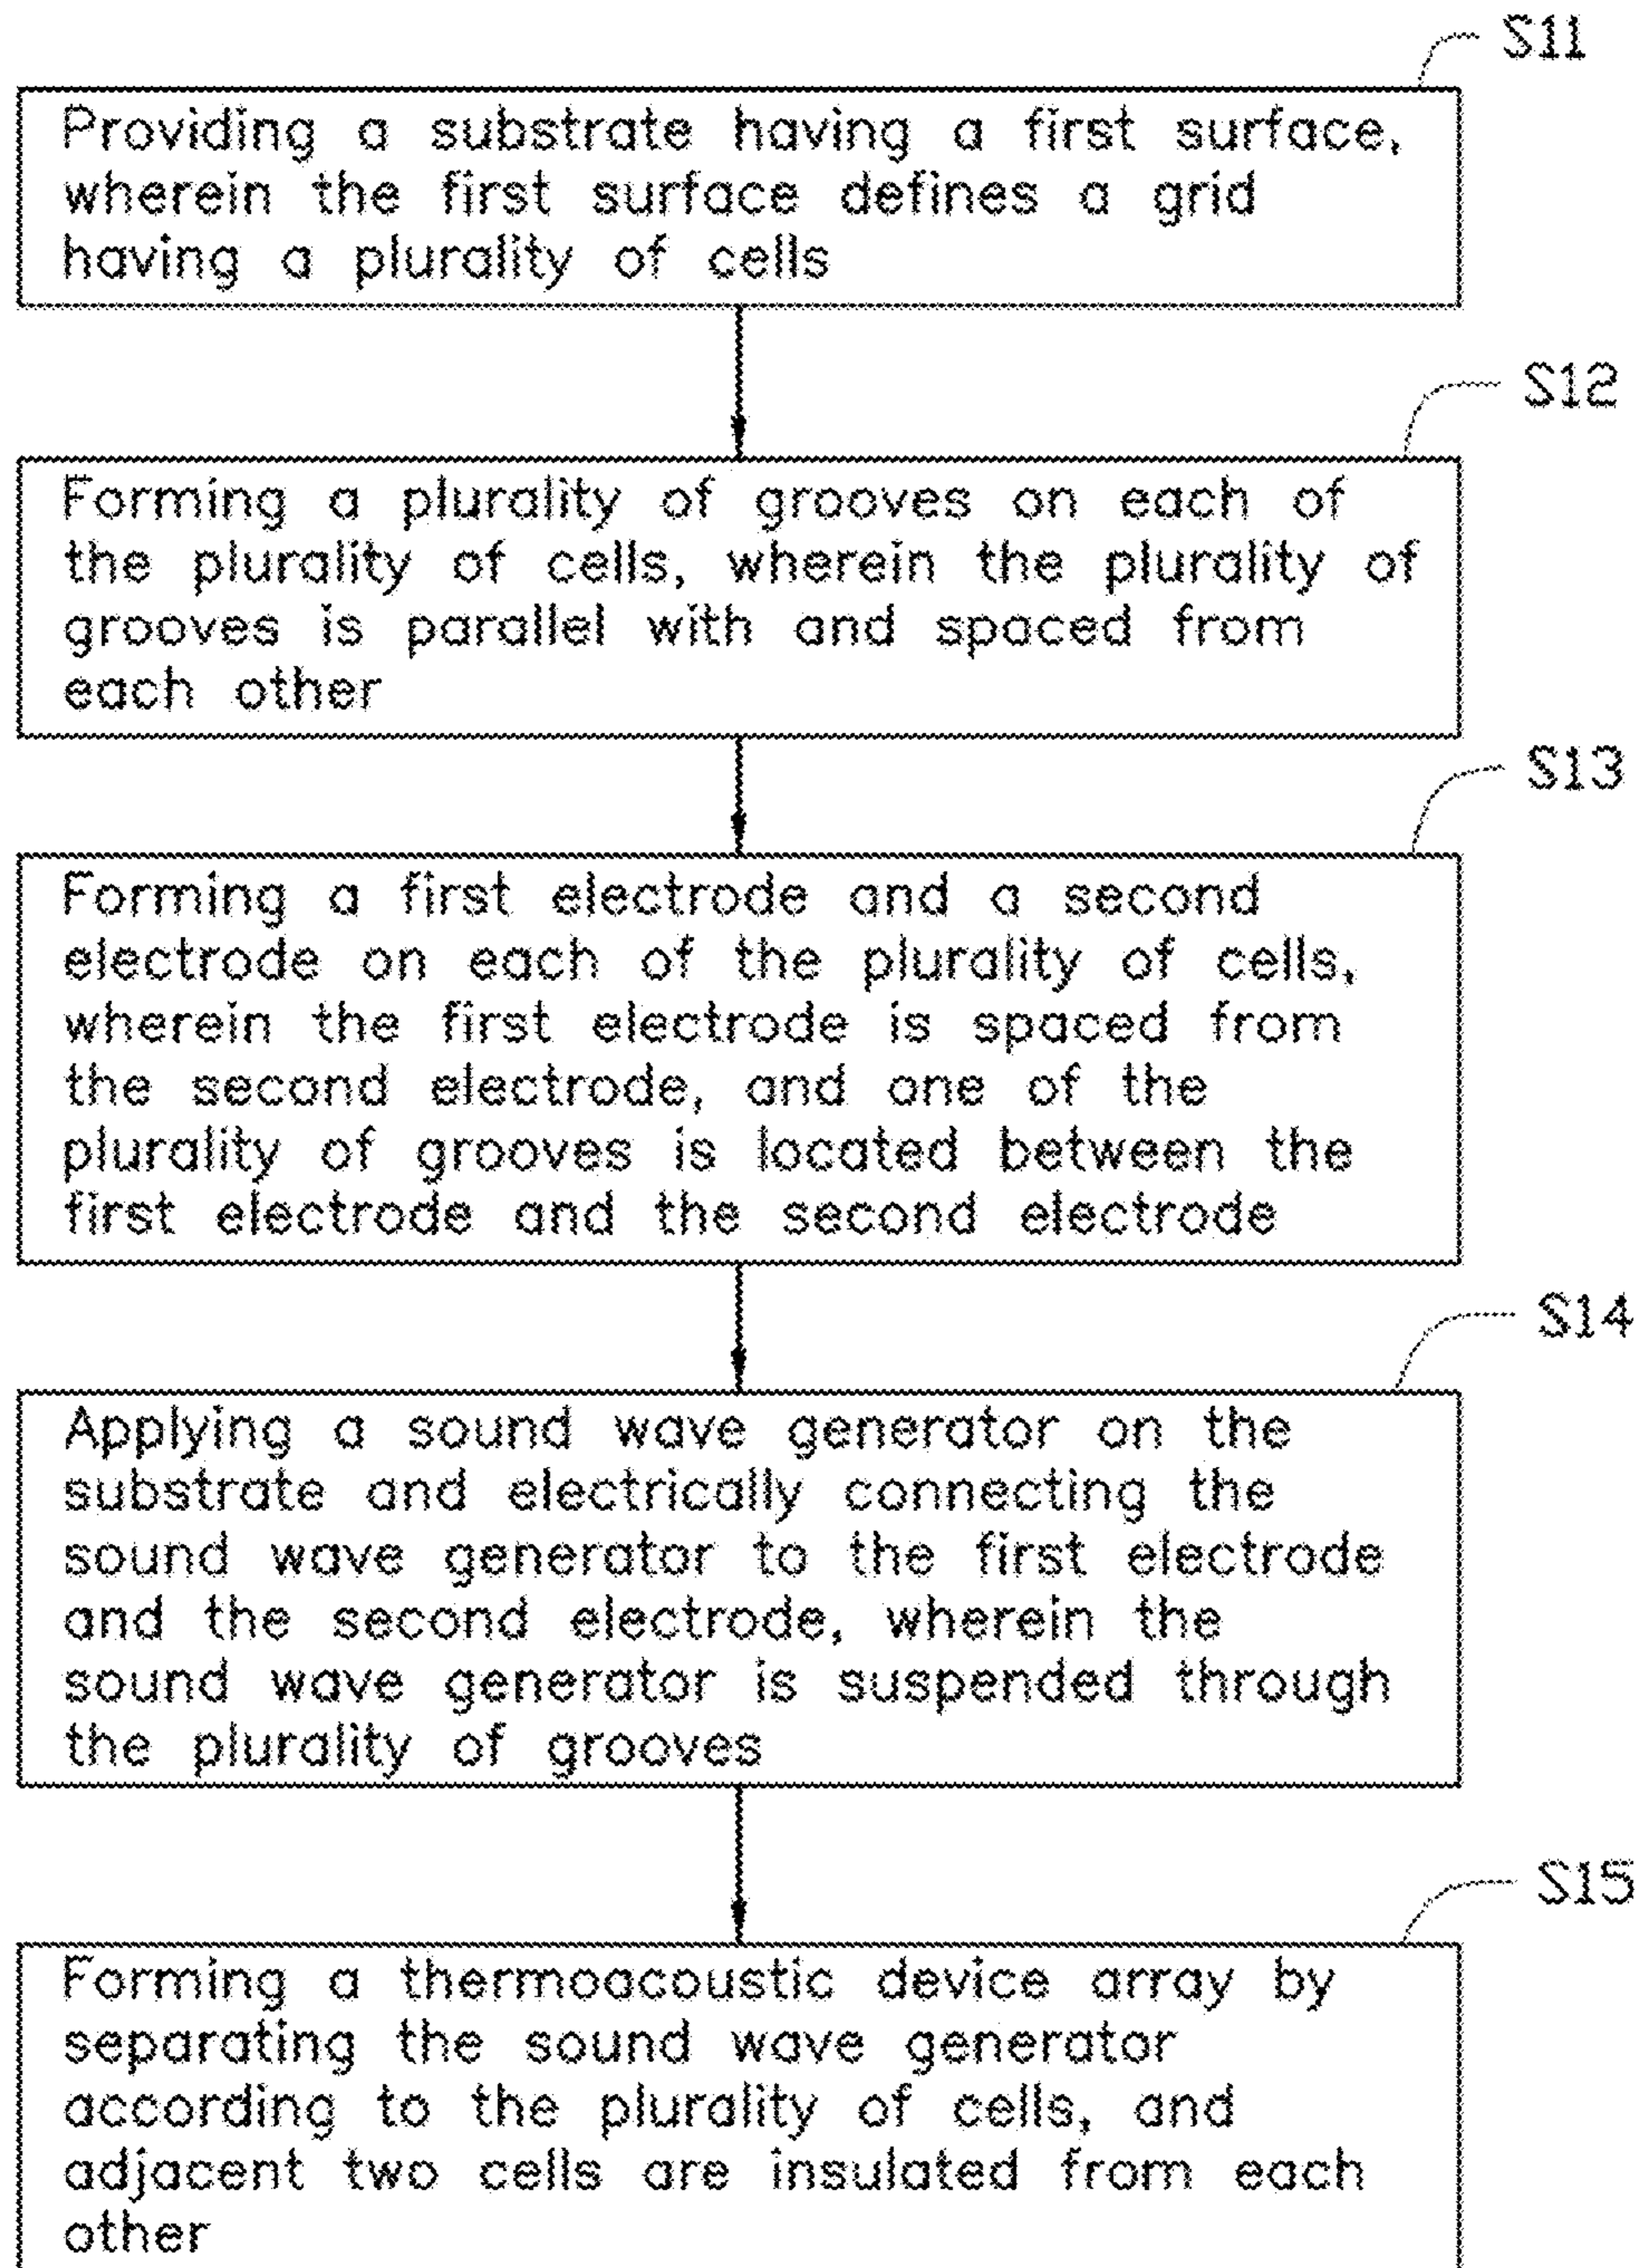 S11
Providing a substrate having a first surface,
wherein the first surface defines a grid
having a plurality of cells
S12
Forming a plurality of grooves on each of
the plurality of cells, wherein the plurality of
grooves is parallel with and spaced from
each other
S13
Forming a first electrode and a second
electrode on each of the plurality of cells,
wherein the first electrode is spaced from
the second electrode, and one of the
plurality of grooves is located between the
first electrode and the second electrode
S14
Applying a sound wave generator on the
substrate and electrically connecting the
sound wave generator to the first electrode
and the second electrode, wherein the
sound wave generator is suspended through
the plurality of grooves
S15
Forming a thermoacoustic device array by
separating the sound wave generator
according to the plurality of cells, and
adjacent two cells are insulated from each
other